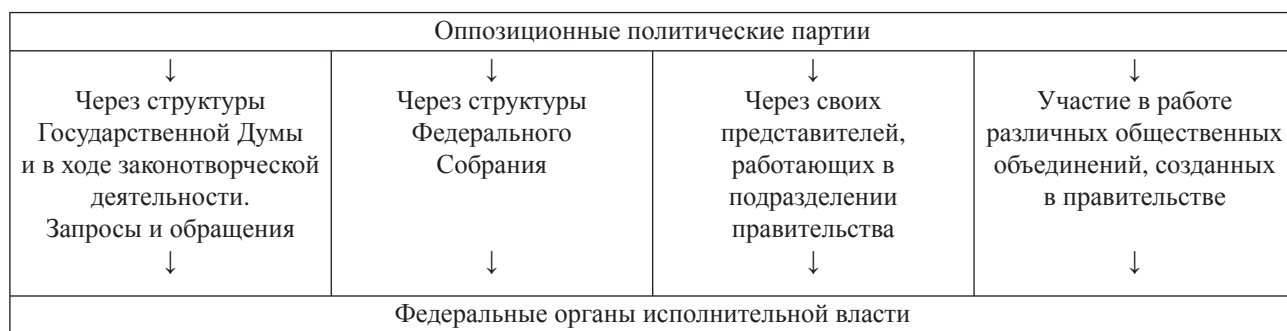 Оппозиционные политические партии
↓
Через структуры
Государственной Думы
и в ходе законотворческой
деятельности.
Запросы и обращения
↓
↓
Через структуры
Федерального
Собрания
↓
↓
Через своих
представителей,
работающих в
подразделении
правительства
↓
↓
Участие в работе
различных общественных
объединений, созданных
в правительстве
↓
Федеральные органы исполнительной власти